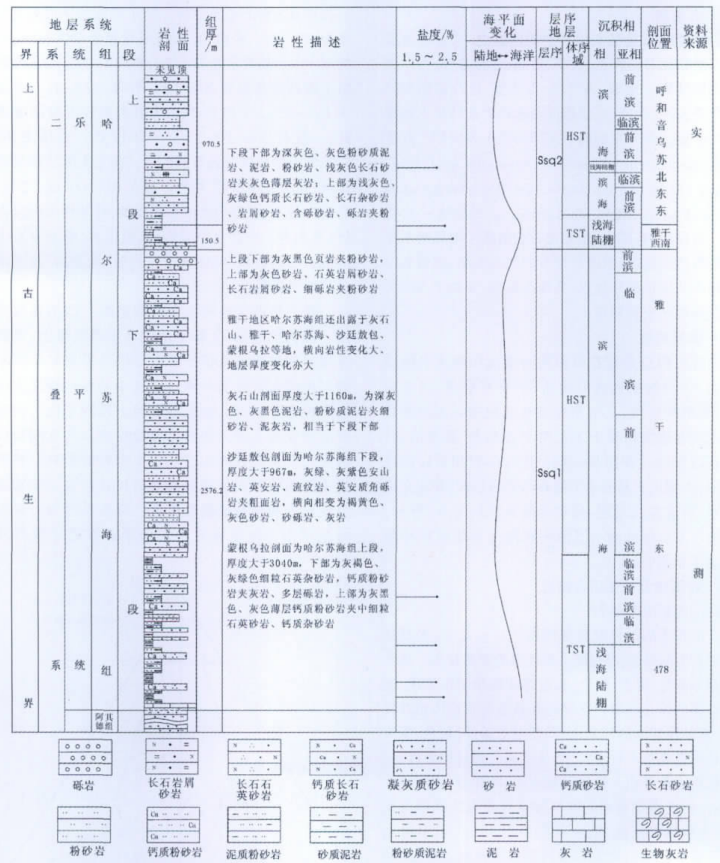 地层系统
岩性剖面
组厚/m
岩性描述
盐度/%
1.5～2.5
海平面变化
陆地↔海洋
层序地层
层序
体序域
沉积相
相
亚相
剖面位置
资料来源
界
系
统
组
段
上古生界
二叠系
乐平统
哈尔苏海组
上段
下段
阿其德组
未见顶
970.5
150.5
2576.2
下段下部为深灰色、灰色粉砂质泥
岩、泥岩、粉砂岩、浅灰色长石砂
岩夹灰色薄层灰岩；上部为浅灰色、
灰绿色钙质长石砂岩、长石杂砂岩
、岩屑砂岩、含砾砂岩、砾岩夹粉
砂岩
上段下部为灰黑色页岩夹粉砂岩，
上部为灰色砂岩、石英岩屑砂岩、
长石岩屑砂岩、细砾岩夹粉砂岩
雅干地区哈尔苏海组还出露于灰石
山、雅干、哈尔苏海、沙廷敖包、
蒙根乌拉等地，横向岩性变化大、
地层厚度变化亦大
灰石山剖面厚度大于1160m，为深灰
色、灰黑色泥岩、粉砂质泥岩夹细
砂岩、泥灰岩，相当于下段下部
沙廷敖包剖面为哈尔苏海组下段，
厚度大于967m，灰绿、灰紫色安山
岩、英安岩、流纹岩、英安质角砾
岩夹粗面岩，横向相变为褐黄色、
灰色砂岩、砂砾岩、灰岩
蒙根乌拉剖面为哈尔苏海组上段，
厚度大于3040m，下部为灰褐色、
灰绿色细粒石英杂砂岩，钙质粉砂
岩夹灰岩、多层砾岩，上部为灰黑
色、灰色薄层钙质粉砂岩夹中细粒
石英砂岩、钙质杂砂岩
Ssq2
HST
TST
Ssq1
HST
TST
滨海
浅海陆棚
滨海
浅海陆棚
滨海
浅海陆棚
前滨
临滨
前滨
临滨
前滨
前滨
临滨
前滨
临滨
前滨
临滨
呼和音乌苏北东东
雅干西南
雅干东
478
实测
砾岩
长石岩屑砂岩
长石石英砂岩
钙质长石砂岩
凝灰质砂岩
砂岩
钙质砂岩
长石砂岩
粉砂岩
钙质粉砂岩
泥质粉砂岩
砂质泥岩
粉砂质泥岩
泥岩
灰岩
生物灰岩